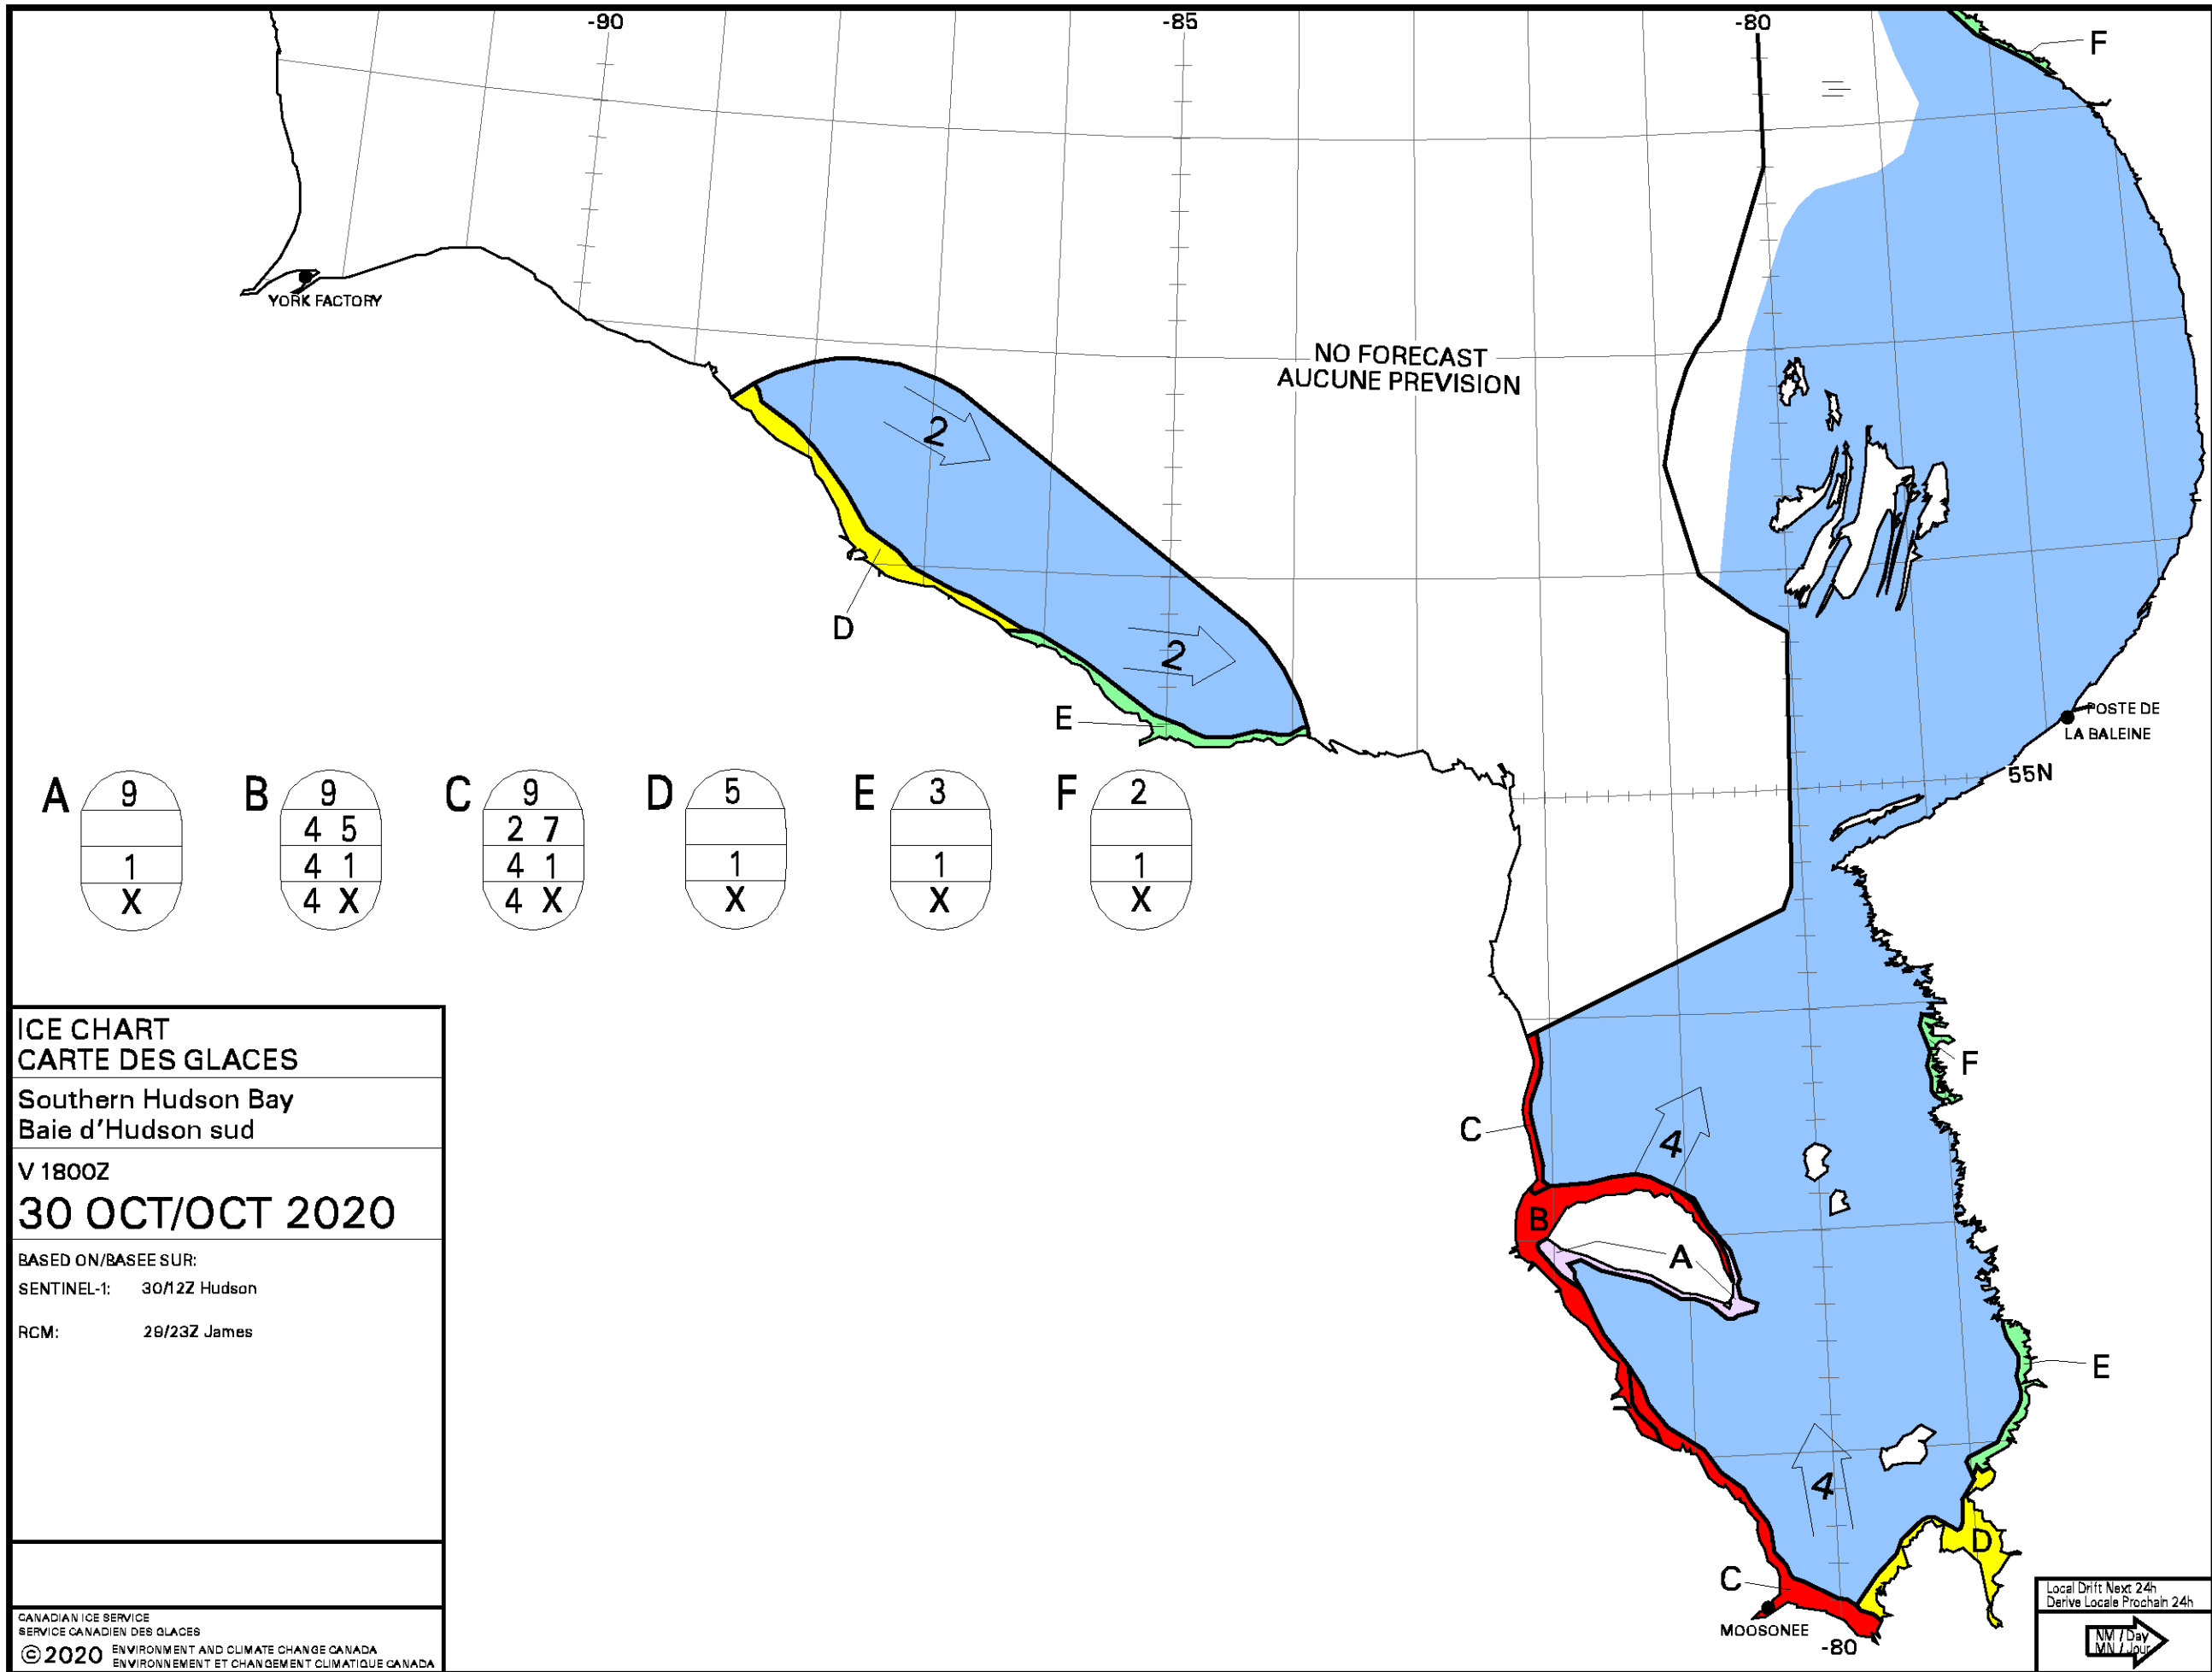 -90
-85
-80
F
YORK FACTORY
NO FORECAST
AUCUNE PREVISION
2
D
2
E
POSTE DE
LA BALEINE
55N
A
9
1
X
B
9
4 5
4 1
4 X
C
9
2 7
4 1
4 X
D
5
1
X
E
3
1
X
F
2
1
X
ICE CHART
CARTE DES GLACES
Southern Hudson Bay
Baie d'Hudson sud
V 1800Z
30 OCT/OCT 2020
BASED ON/BASEE SUR:
SENTINEL-1: 30/12Z Hudson
RCM: 29/23Z James
F
C
4
B
A
E
4
D
C
MOOSONEE
-80
CANADIAN ICE SERVICE
SERVICE CANADIEN DES GLACES
© 2020 ENVIRONMENT AND CLIMATE CHANGE CANADA
ENVIRONNEMENT ET CHANGEMENT CLIMATIQUE CANADA
Local Drift Next 24h
Derive Locale Prochain 24h
NM / Day
MN / Jour